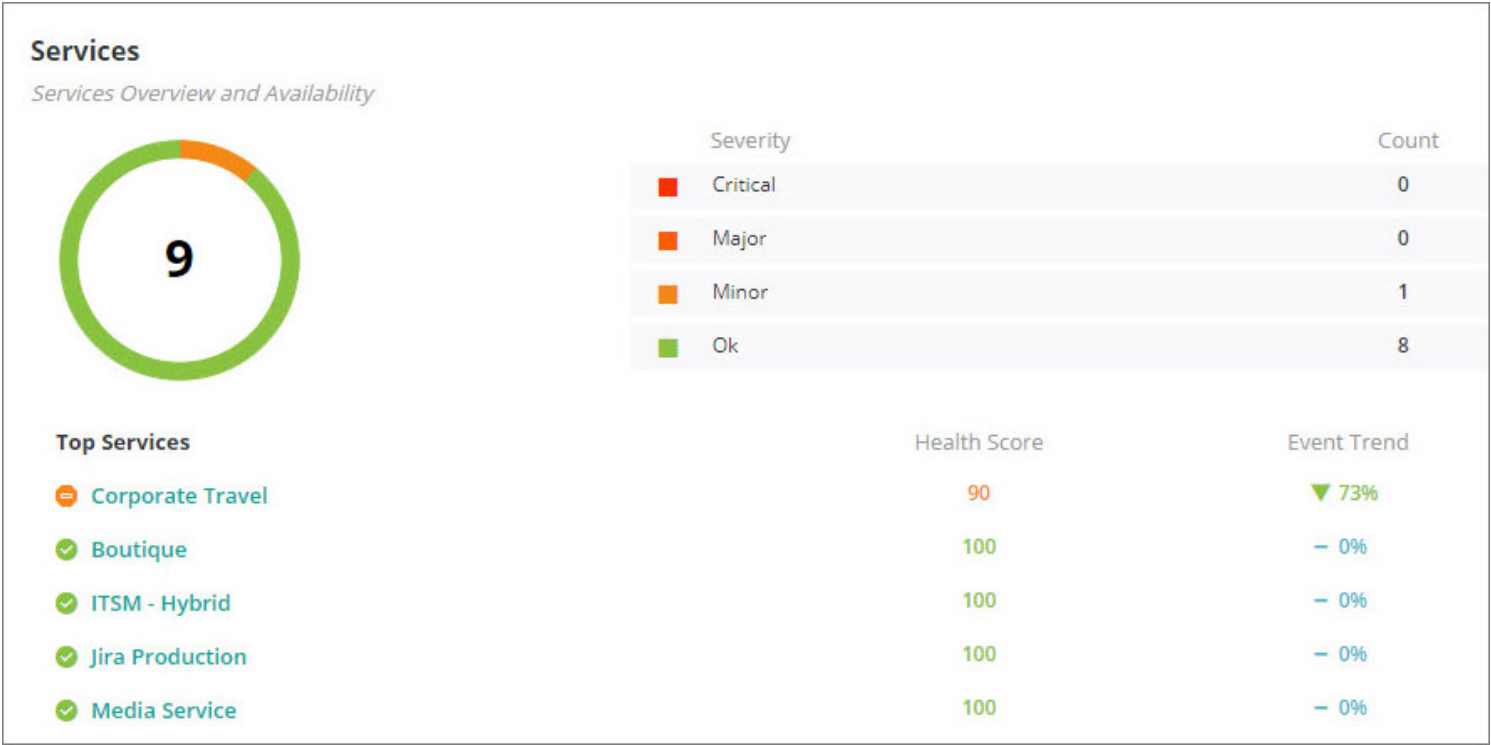 Services
Services Overview and Availability
9
Severity Count
Critical 0
Major 0
Minor 1
Ok 8
Top Services Health Score Event Trend
Corporate Travel 90 ▼ 73%
Boutique 100 – 0%
ITSM - Hybrid 100 – 0%
Jira Production 100 – 0%
Media Service 100 – 0%